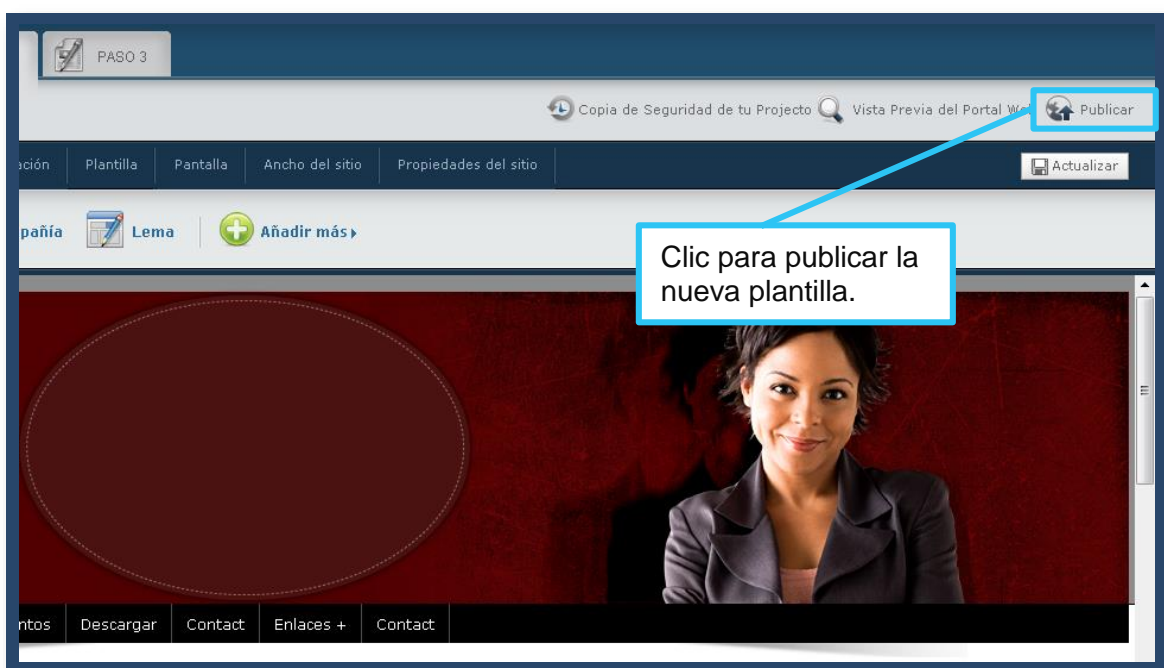 PASO 3
Copia de Seguridad de tu Projecto Vista Previa del Portal Publicar
Plantilla Pantalla Ancho del sitio Propiedades del sitio Actualizar
Lema Añadir más
Clic para publicar la
nueva plantilla.
Descargar Contact Enlaces + Contact